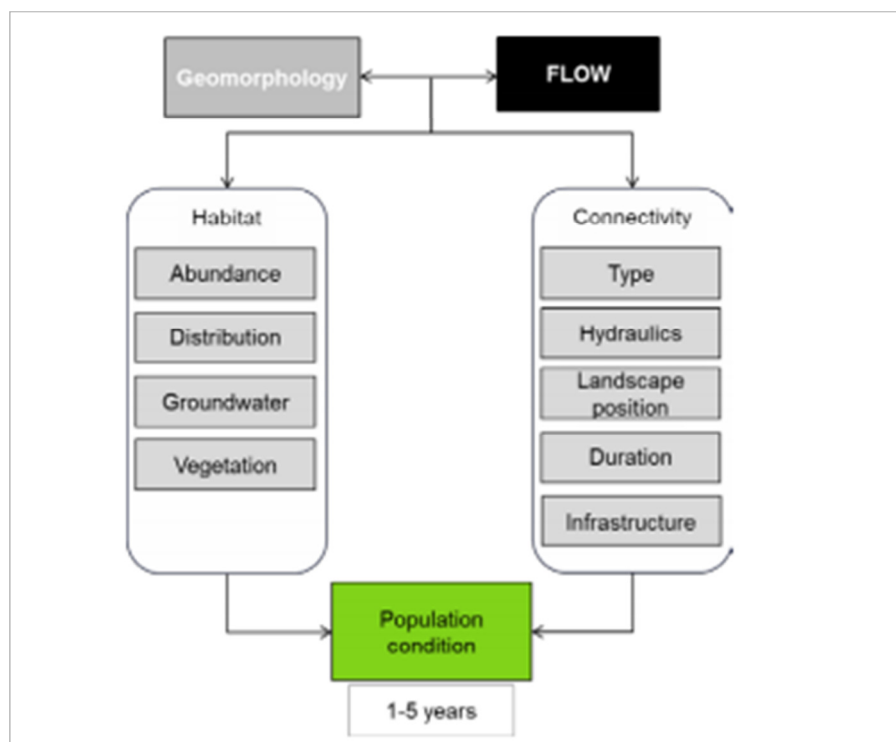 Geomorphology
FLOW
Habitat
Abundance
Distribution
Groundwater
Vegetation
Connectivity
Type
Hydraulics
Landscape
position
Duration
Infrastructure
Population
condition
1-5 years